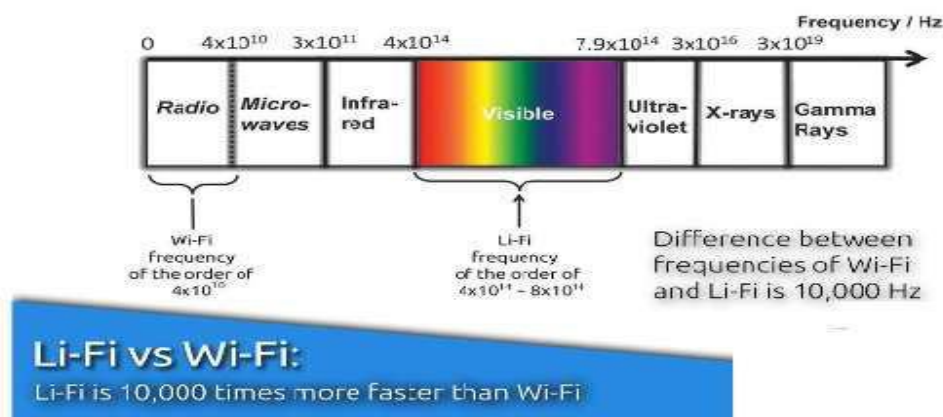 Frequency / Hz
0 4x10¹⁰ 3x10¹¹ 4x10¹⁴ 7.9x10¹⁴ 3x10¹⁶ 3x10¹⁹
Radio
Micro-
waves
Infra-
red
Visible
Ultra-
violet
X-rays
Gamma
Rays
Wi-Fi
frequency
of the order of
4x10¹⁰
Li-Fi
frequency
of the order of
4x10¹⁴ - 8x10¹⁴
Difference between
frequencies of Wi-Fi
and Li-Fi is 10,000 Hz
Li-Fi vs Wi-Fi:
Li-Fi is 10,000 times more faster than Wi-Fi